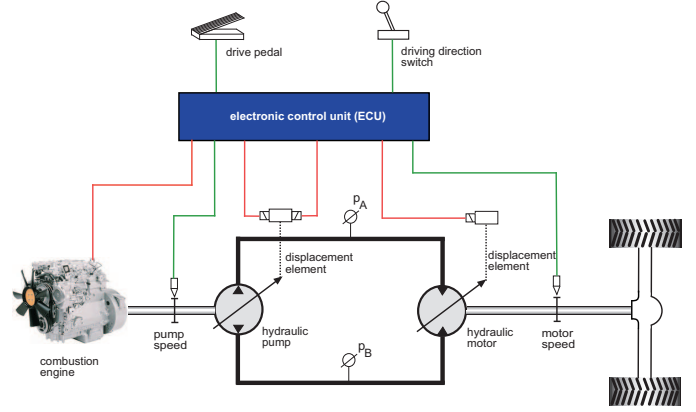 drive pedal
driving direction
switch
electronic control unit (ECU)
pA
displacement
element
displacement
element
pump
speed
hydraulic
pump
hydraulic
motor
motor
speed
combustion
engine
pB